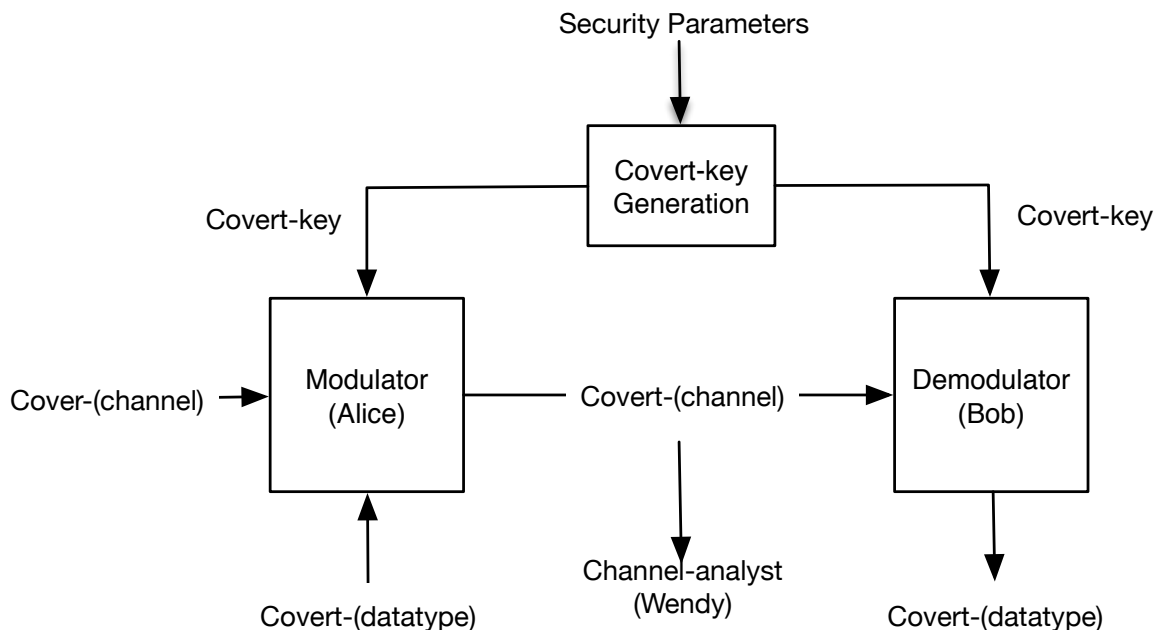 Security Parameters
Covert-key
Generation
Covert-key
Covert-key
Modulator
(Alice)
Demodulator
(Bob)
Cover-(channel)
Covert-(channel)
Channel-analyst
(Wendy)
Covert-(datatype)
Covert-(datatype)